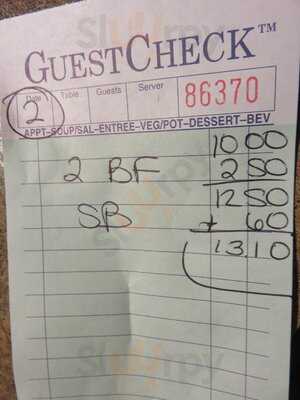 GUESTCHECK™
Date Table Guests Server 86370
2
APPT-SOUP/SAL-ENTREE-VEG/POT-DESSERT-BEV
10 00
2 BF 2 50
12 50
SB + 60
13.10